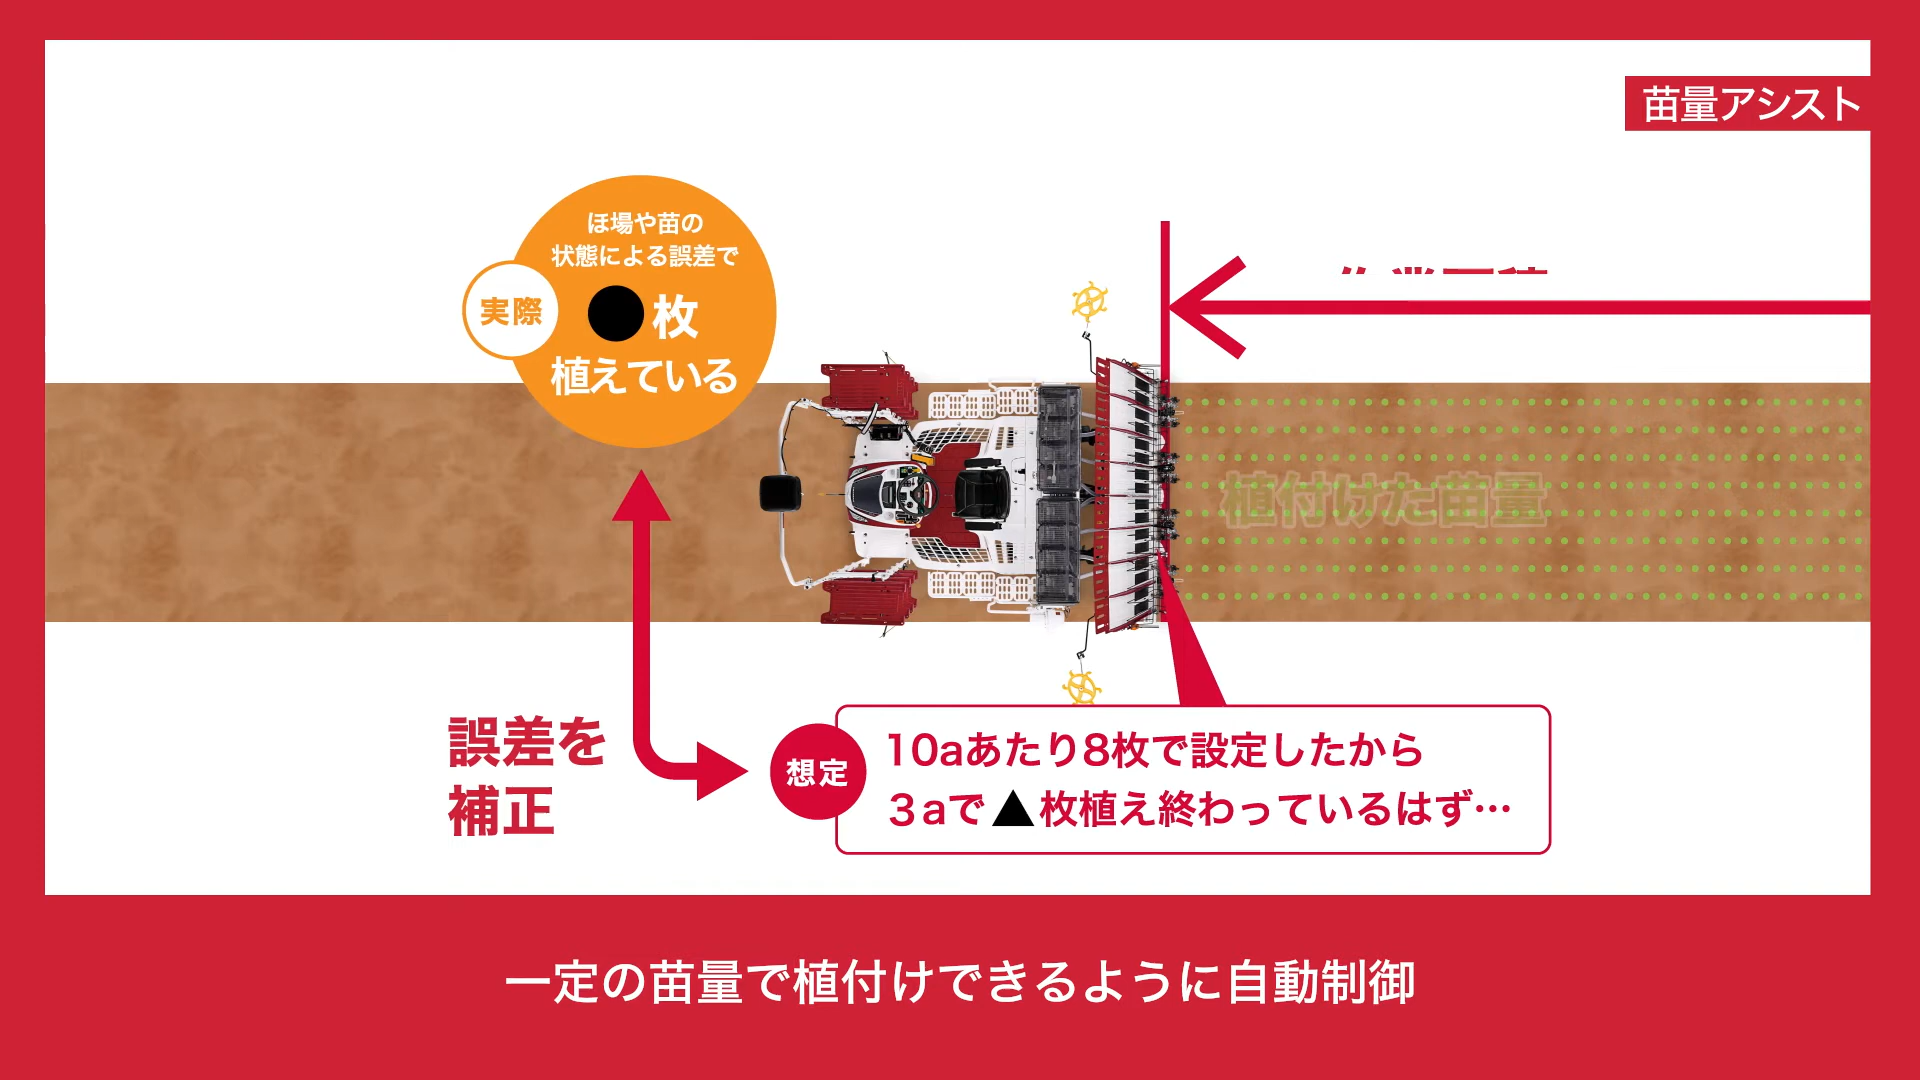 苗量アシスト
ほ場や苗の
状態による誤差で
実際
●枚
植えている
植付けた苗量
誤差を
補正
想定
10aあたり8枚で設定したから
3aで▲枚植え終わっているはず…
一定の苗量で植付けできるように自動制御